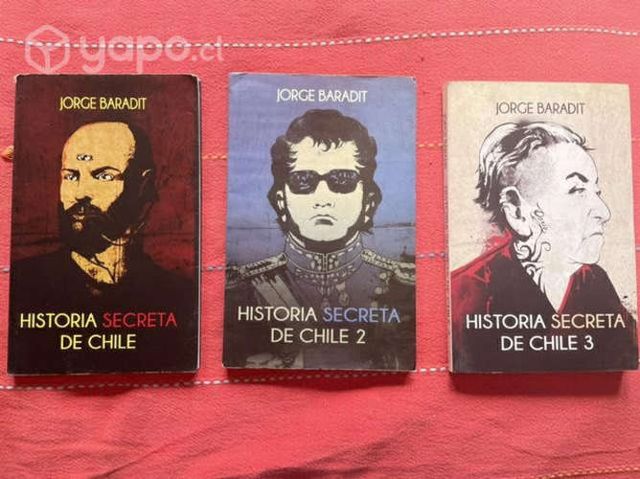 yapo.cl
JORGE BARADIT
HISTORIA SECRETA
DE CHILE
JORGE BARADIT
HISTORIA SECRETA
DE CHILE 2
JORGE BARADIT
HISTORIA SECRETA
DE CHILE 3